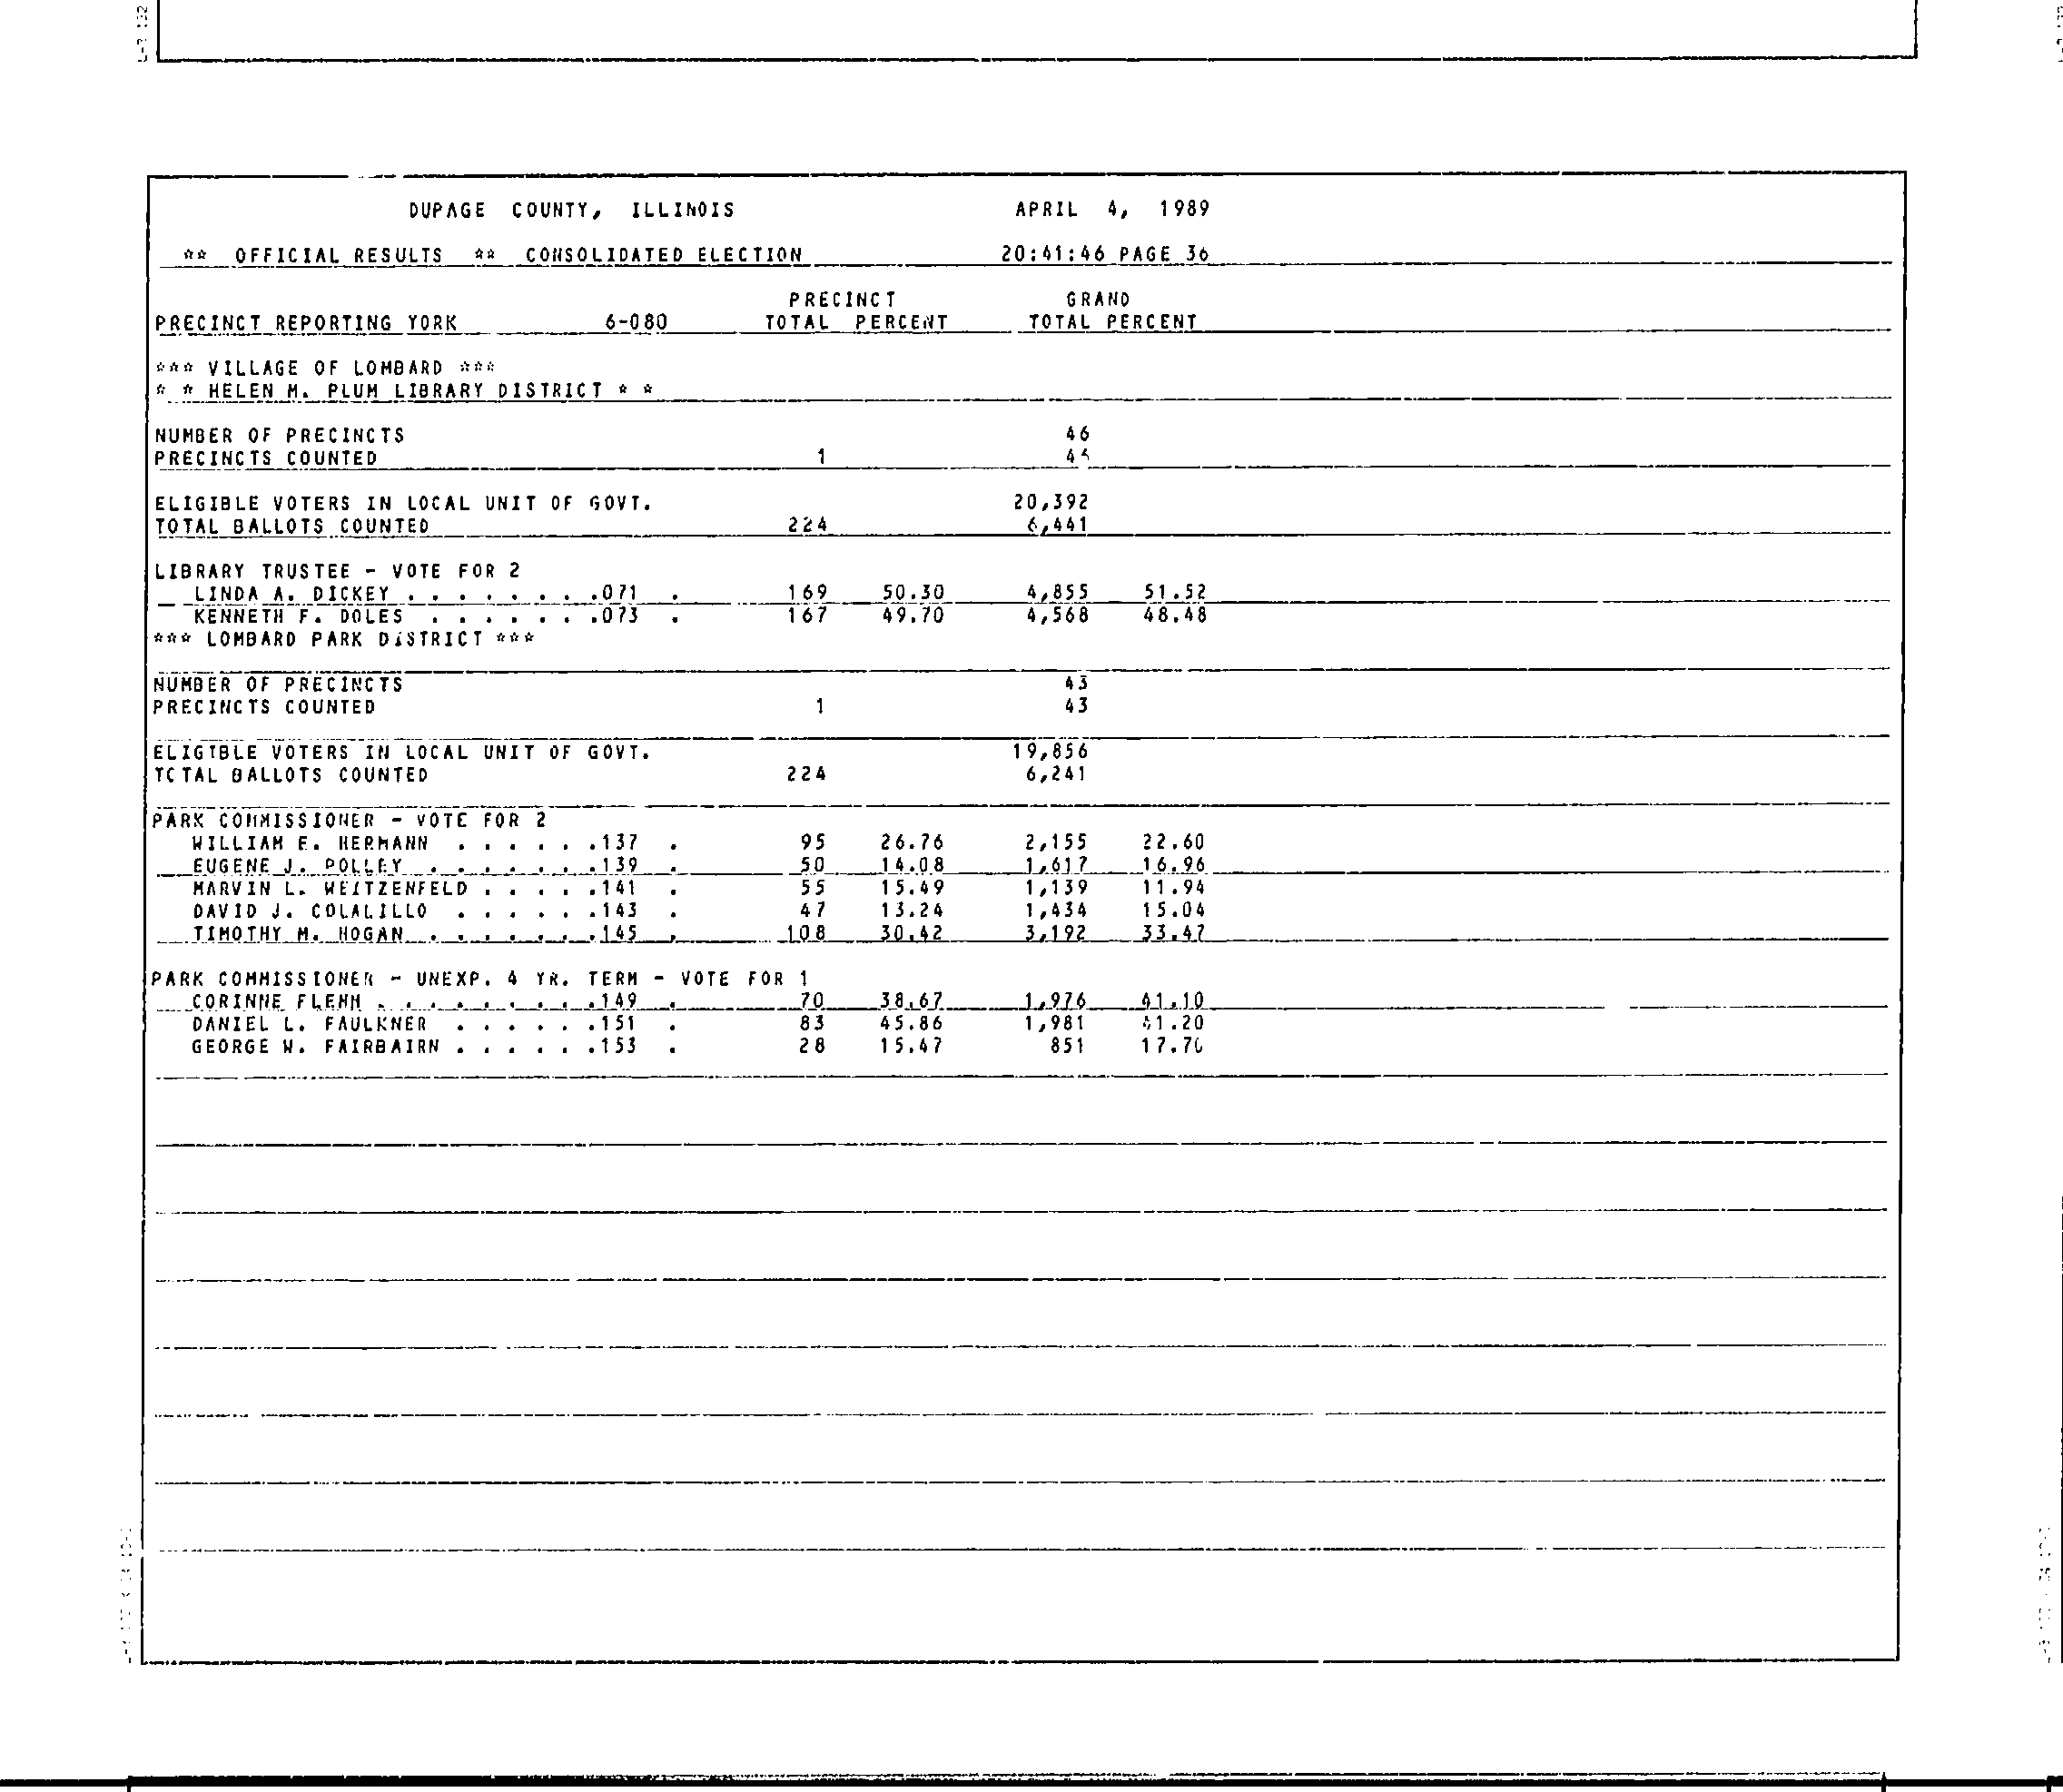 DUPAGE COUNTY, ILLINOIS APRIL 4, 1989
** OFFICIAL RESULTS ** CONSOLIDATED ELECTION 20:41:46 PAGE 36
PRECINCT GRAND
PRECINCT REPORTING YORK 6-080 TOTAL PERCENT TOTAL PERCENT
*** VILLAGE OF LOMBARD ***
* * HELEN M. PLUM LIBRARY DISTRICT * *
NUMBER OF PRECINCTS 46
PRECINCTS COUNTED 1 46
ELIGIBLE VOTERS IN LOCAL UNIT OF GOVT. 20,392
TOTAL BALLOTS COUNTED 224 6,441
LIBRARY TRUSTEE - VOTE FOR 2
LINDA A. DICKEY . . . . . . . .071 . 169 50.30 4,855 51.52
KENNETH F. DOLES . . . . . . .073 . 167 49.70 4,568 48.48
*** LOMBARD PARK DISTRICT ***
NUMBER OF PRECINCTS 43
PRECINCTS COUNTED 1 43
ELIGIBLE VOTERS IN LOCAL UNIT OF GOVT. 19,856
TOTAL BALLOTS COUNTED 224 6,241
PARK COMMISSIONER - VOTE FOR 2
WILLIAM E. HERMANN . . . . . .137 . 95 26.76 2,155 22.60
EUGENE J. POLLEY . . . . . . .139 . 50 14.08 1,617 16.96
MARVIN L. WEITZENFELD . . . . .141 . 55 15.49 1,139 11.94
DAVID J. COLALILLO . . . . . .143 . 47 13.24 1,434 15.04
TIMOTHY M. HOGAN . . . . . . .145 . 108 30.42 3,192 33.47
PARK COMMISSIONER - UNEXP. 4 YR. TERM - VOTE FOR 1
CORINNE FLEMM . . . . . . . . .149 . 70 38.67 1,976 41.10
DANIEL L. FAULKNER . . . . . .151 . 83 45.86 1,981 41.20
GEORGE W. FAIRBAIRN . . . . . .153 . 28 15.47 851 17.70